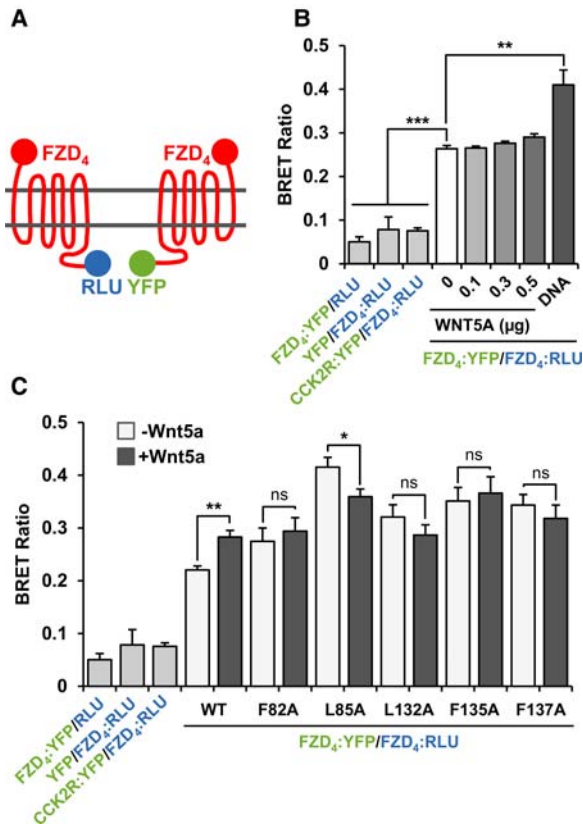 A
FZD4 FZD4
RLU YFP
B
BRET Ratio
0.5
0.4
0.3
0.2
0.1
0
***
**
FZD4:YFP/RLU
YFP/FZD4:RLU
CCK2R:YFP/FZD4:RLU
0 0.1 0.3 0.5 DNA
WNT5A (µg)
FZD4:YFP/FZD4:RLU
C
BRET Ratio
0.5
0.4
0.3
0.2
0.1
0
-Wnt5a
+Wnt5a
** ns * ns ns ns
FZD4:YFP/RLU
YFP/FZD4:RLU
CCK2R:YFP/FZD4:RLU
WT F82A L85A L132A F135A F137A
FZD4:YFP/FZD4:RLU